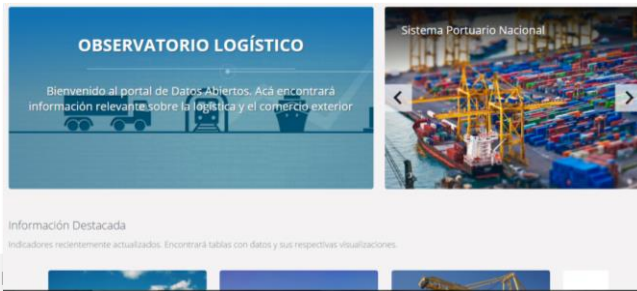 OBSERVATORIO LOGÍSTICO
Bienvenido al portal de Datos Abiertos. Acá encontrará
información relevante sobre la logística y el comercio exterior
Sistema Portuario Nacional
Información Destacada
Indicadores recientemente actualizados. Encontrará tablas con datos y sus respectivas visualizaciones.